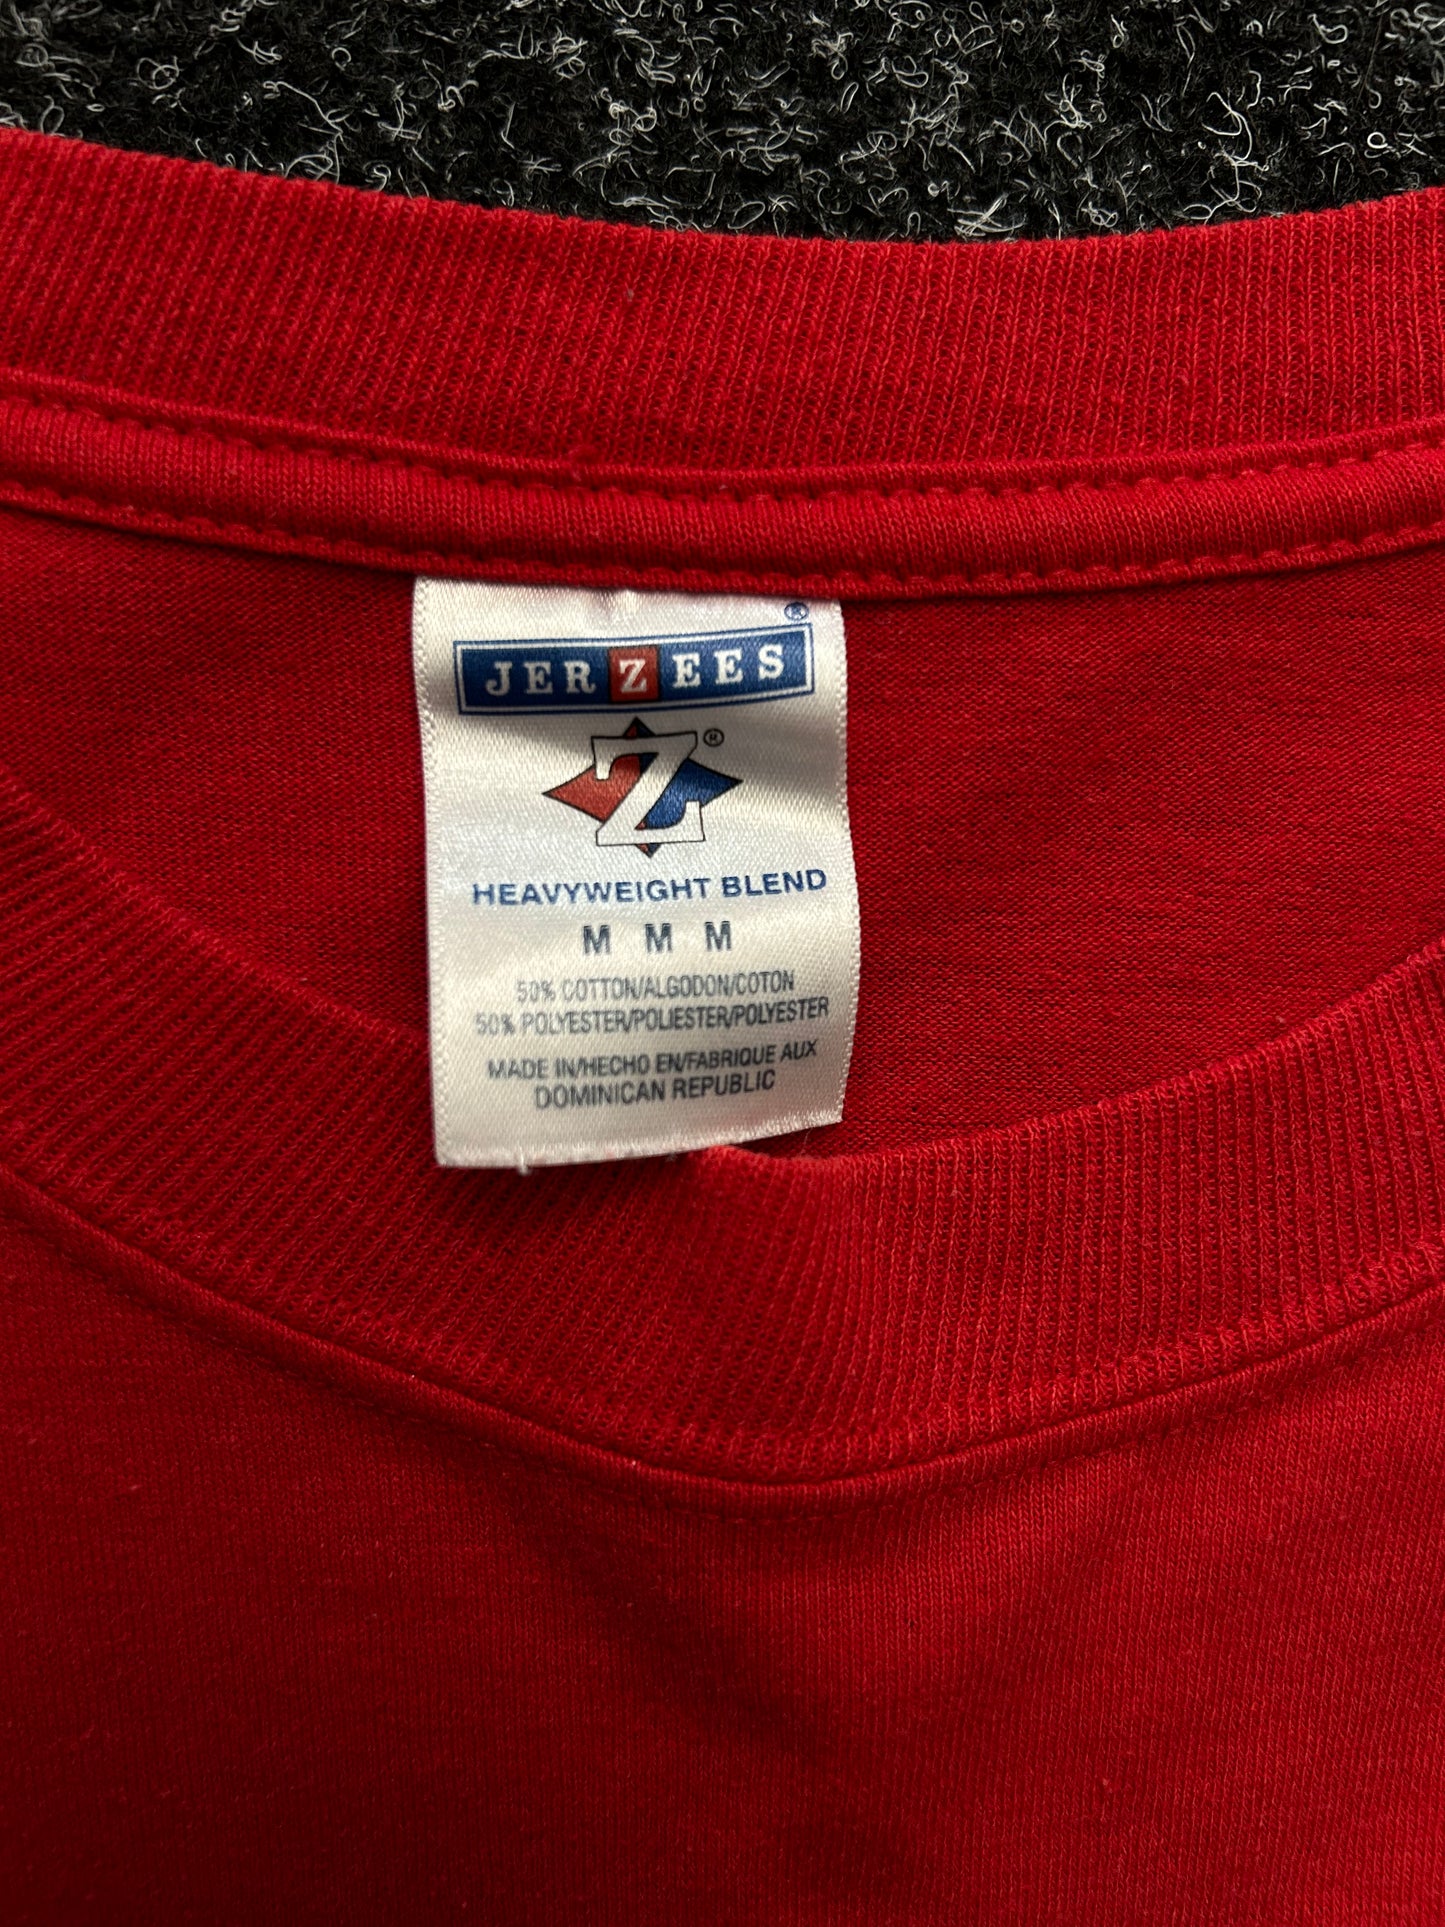 ®
JERZEES
Z®
HEAVYWEIGHT BLEND
M M M
50% COTTON/ALGODON/COTON
50% POLYESTER/POLIESTER/POLYESTER
MADE IN/HECHO EN/FABRIQUE AUX
DOMINICAN REPUBLIC